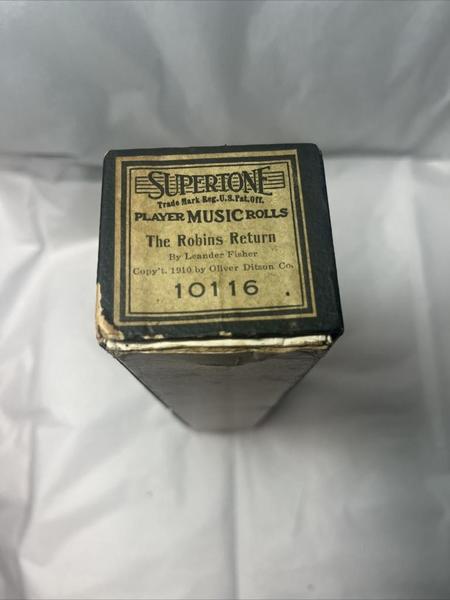 SUPERTONE
Trade Mark Reg. U.S. Pat. Off.
PLAYER MUSIC ROLLS
The Robins Return
By Leander Fisher
Copy't. 1910 by Oliver Ditson Co.
10116